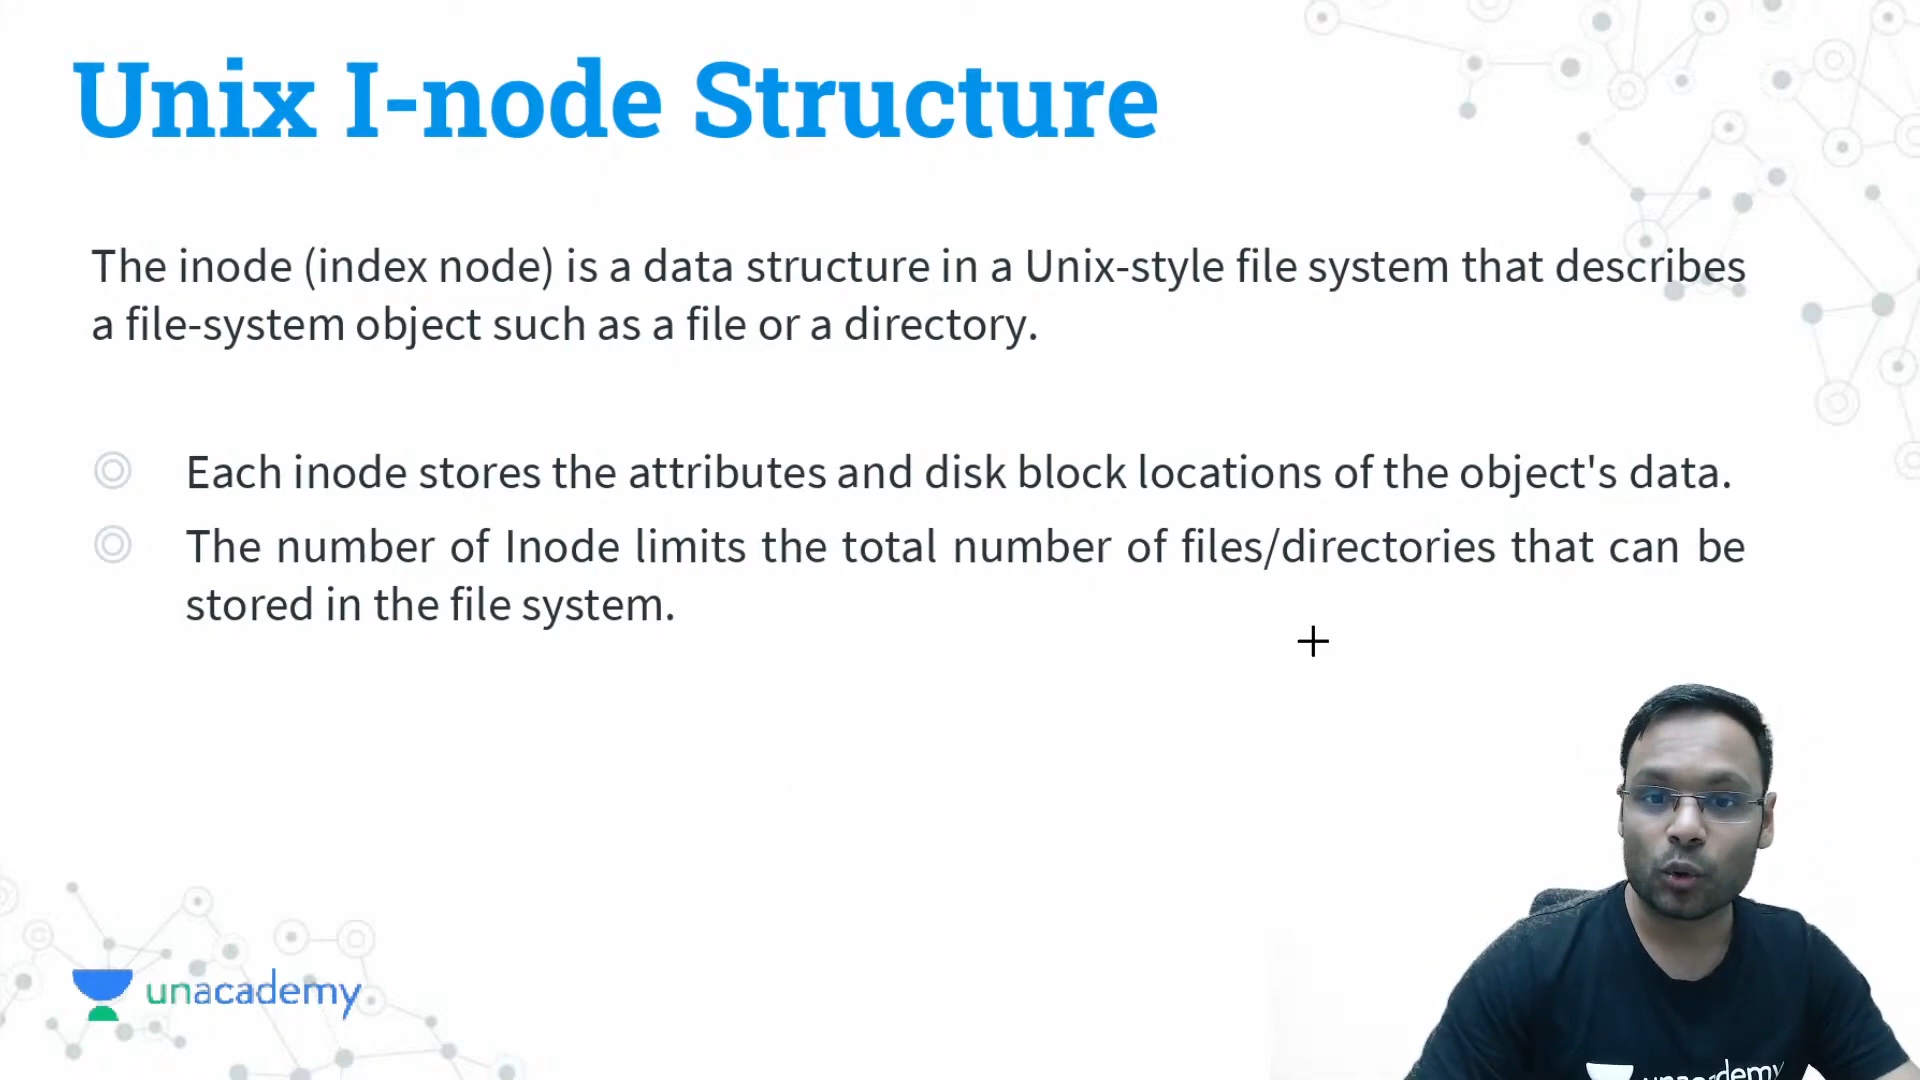 Unix I-node Structure
The inode (index node) is a data structure in a Unix-style file system that describes
a file-system object such as a file or a directory.
Each inode stores the attributes and disk block locations of the object's data.
The number of Inode limits the total number of files/directories that can be
stored in the file system.
unacademy
unacademy